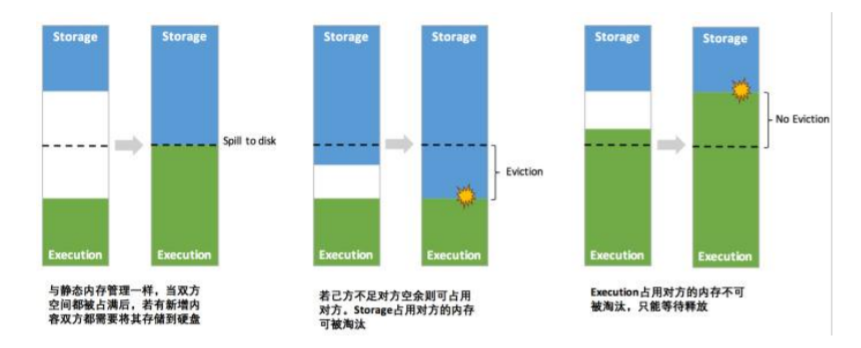 Storage
Storage
Spill to disk
Execution
Execution
与静态内存管理一样，当双方
空间都被占满后，若有新增内
容双方都需要将其存储到硬盘
Storage
Storage
Eviction
Execution
Execution
若己方不足对方空余则可占用
对方。Storage占用对方的内存
可被淘汰
Storage
Storage
No Eviction
Execution
Execution
Execution占用对方的内存不可
被淘汰，只能等待释放